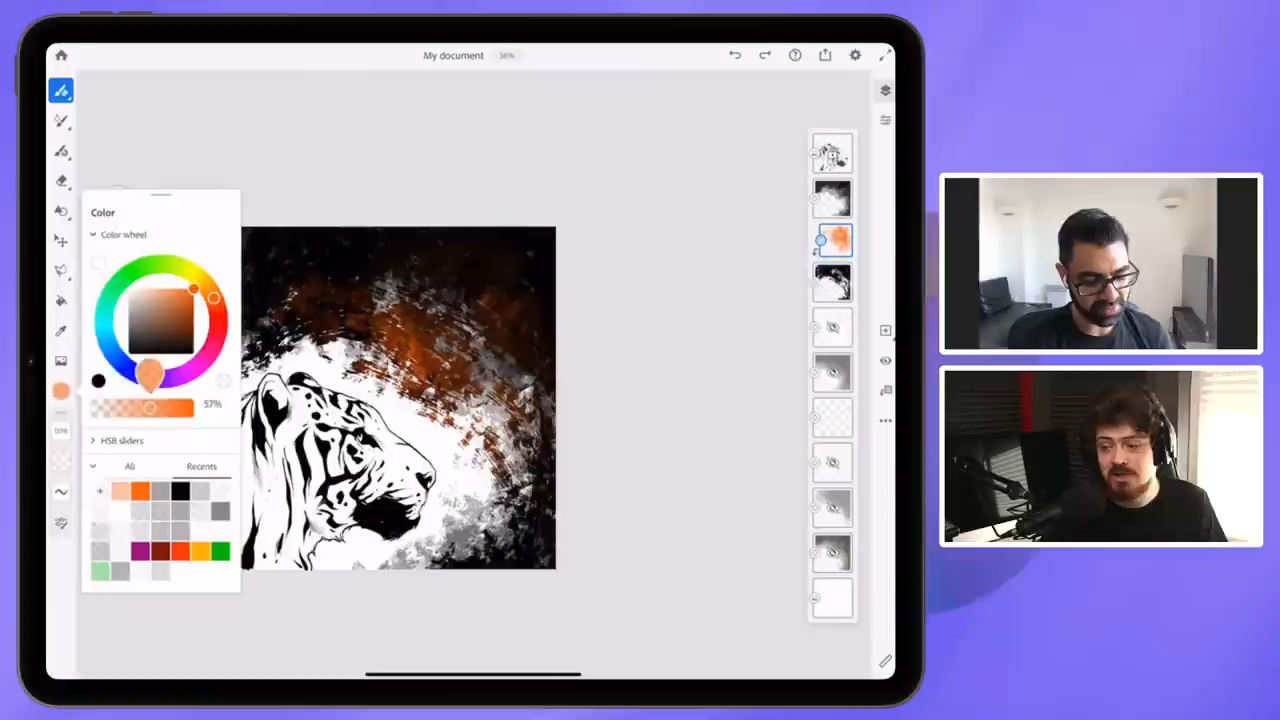 My document 36%
Color
Color wheel
57%
HSB sliders
All Recents